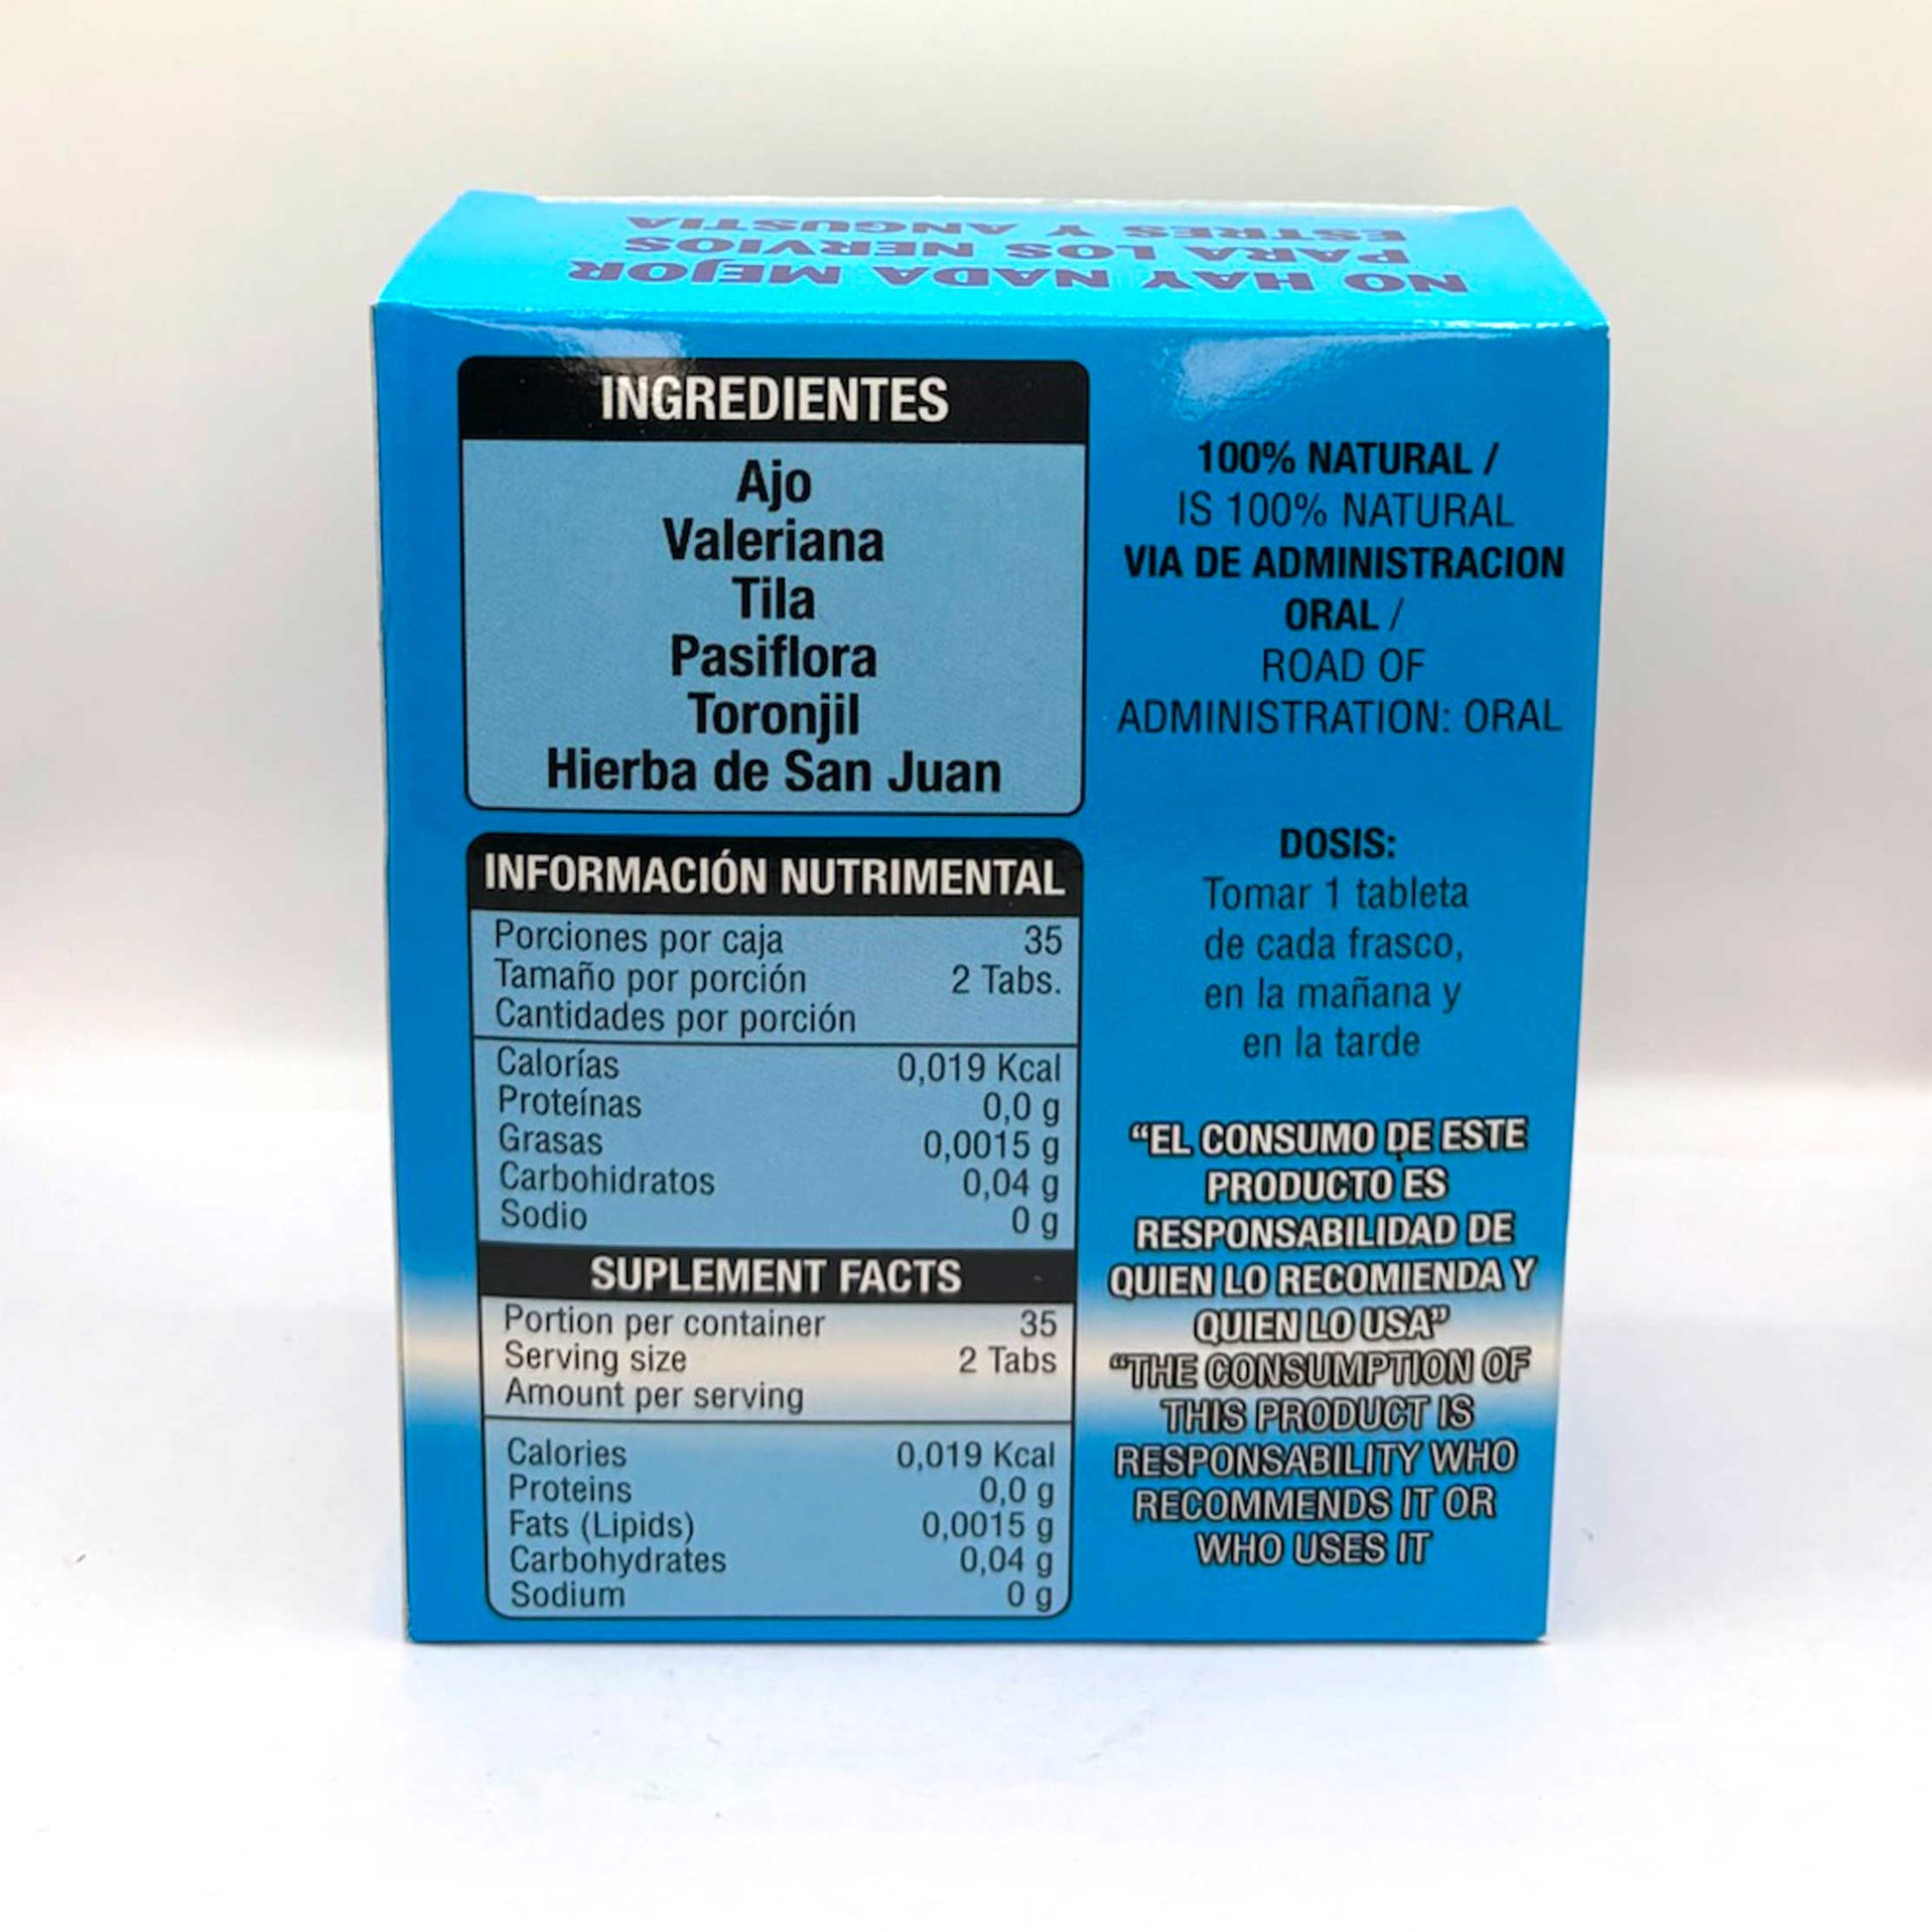 NO HAY NADA MEJOR
PARA LOS NERVIOS
ESTRES Y ANGUSTIA
INGREDIENTES
Ajo
Valeriana
Tila
Pasiflora
Toronjil
Hierba de San Juan
INFORMACIÓN NUTRIMENTAL
Porciones por caja 35
Tamaño por porción 2 Tabs.
Cantidades por porción
Calorías 0,019 Kcal
Proteínas 0,0 g
Grasas 0,0015 g
Carbohidratos 0,04 g
Sodio 0 g
SUPLEMENT FACTS
Portion per container 35
Serving size 2 Tabs
Amount per serving
Calories 0,019 Kcal
Proteins 0,0 g
Fats (Lipids) 0,0015 g
Carbohydrates 0,04 g
Sodium 0 g
100% NATURAL /
IS 100% NATURAL
VIA DE ADMINISTRACION
ORAL /
ROAD OF
ADMINISTRATION: ORAL
DOSIS:
Tomar 1 tableta
de cada frasco,
en la mañana y
en la tarde
“EL CONSUMO DE ESTE
PRODUCTO ES
RESPONSABILIDAD DE
QUIEN LO RECOMIENDA Y
QUIEN LO USA”
“THE CONSUMPTION OF
THIS PRODUCT IS
RESPONSABILITY WHO
RECOMMENDS IT OR
WHO USES IT